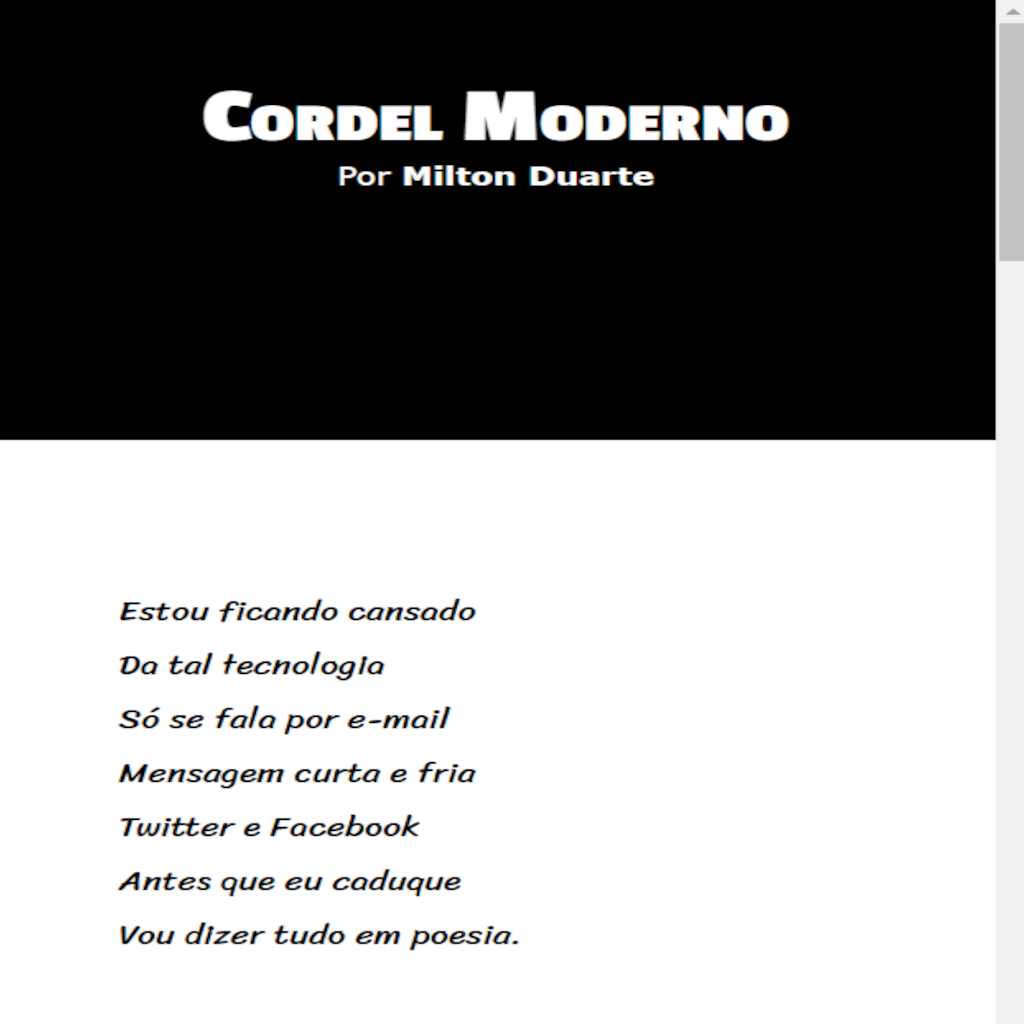 Cordel Moderno
Por Milton Duarte
Estou ficando cansado
Da tal tecnologia
Só se fala por e-mail
Mensagem curta e fria
Twitter e Facebook
Antes que eu caduque
Vou dizer tudo em poesia.